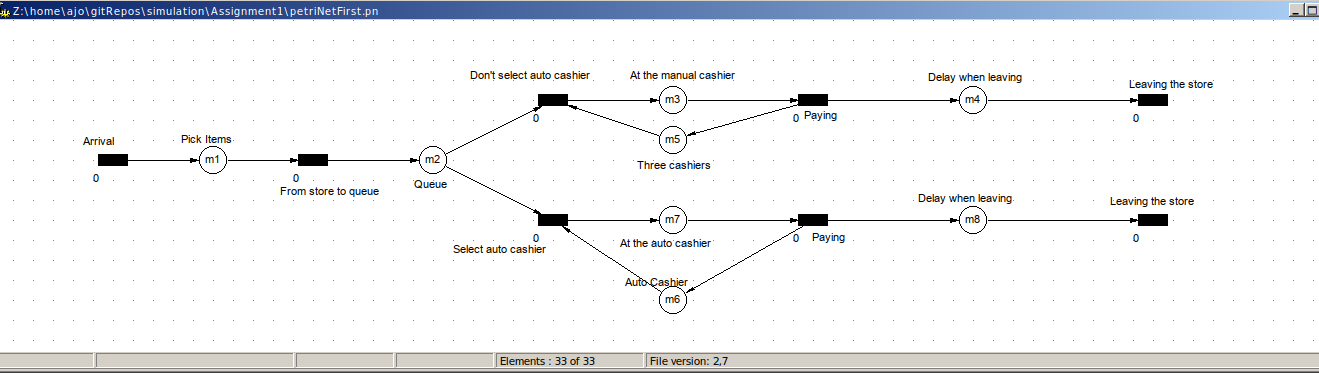 Z:\home\ajo\gitRepos\simulation\Assignment1\petriNetFirst.pn
Don't select auto cashier
At the manual cashier
Delay when leaving
Leaving the store
m3
m4
0
0
Paying
0
Arrival
Pick Items
m5
Three cashiers
m1
m2
0
0
From store to queue
Queue
Delay when leaving
Leaving the store
m7
m8
0
At the auto cashier
0
Paying
0
Select auto cashier
Auto Cashier
m6
Elements : 33 of 33
File version: 2,7